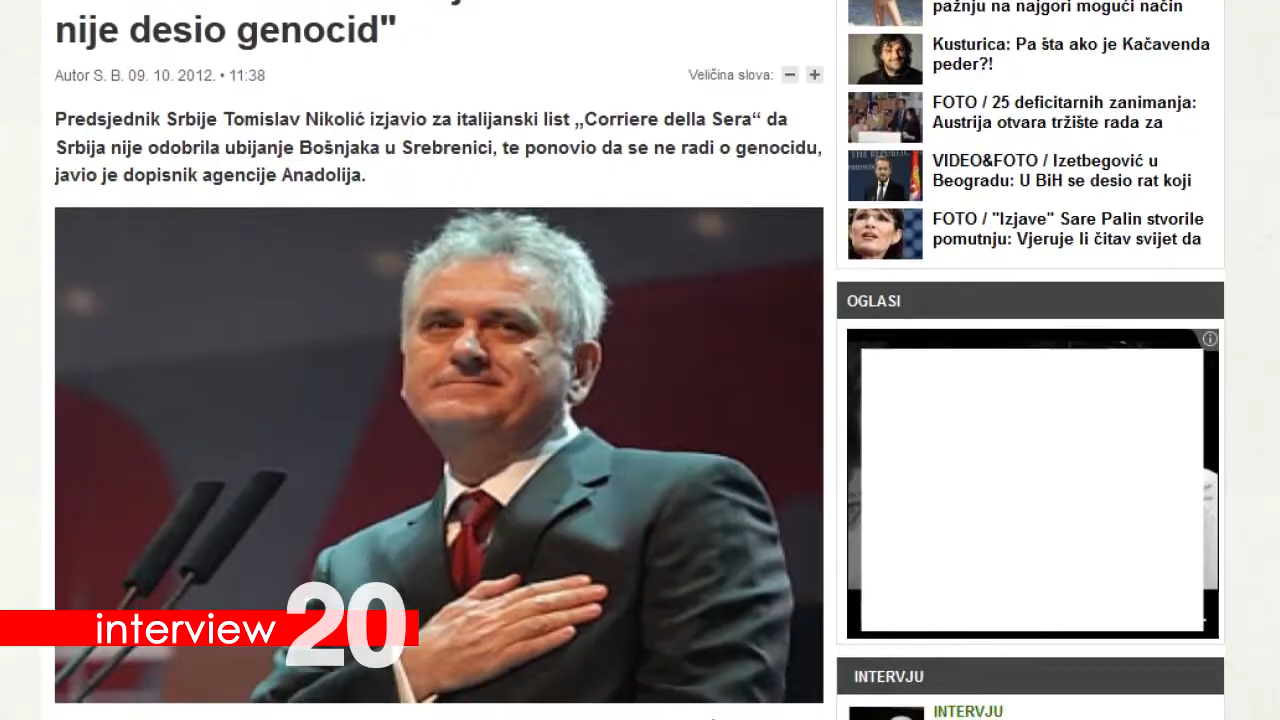 nije desio genocid"
Autor S. B. 09. 10. 2012. • 11:38
Veličina slova:
Predsjednik Srbije Tomislav Nikolić izjavio za italijanski list „Corriere della Sera“ da
Srbija nije odobrila ubijanje Bošnjaka u Srebrenici, te ponovio da se ne radi o genocidu,
javio je dopisnik agencije Anadolija.
interview 20
pažnju na najgori mogući način
Kusturica: Pa šta ako je Kačavenda
peder?!
FOTO / 25 deficitarnih zanimanja:
Austrija otvara tržište rada za
VIDEO&FOTO / Izetbegović u
Beogradu: U BiH se desio rat koji
FOTO / "Izjave" Sare Palin stvorile
pomutnju: Vjeruje li čitav svijet da
OGLASI
INTERVJU
INTERVJU